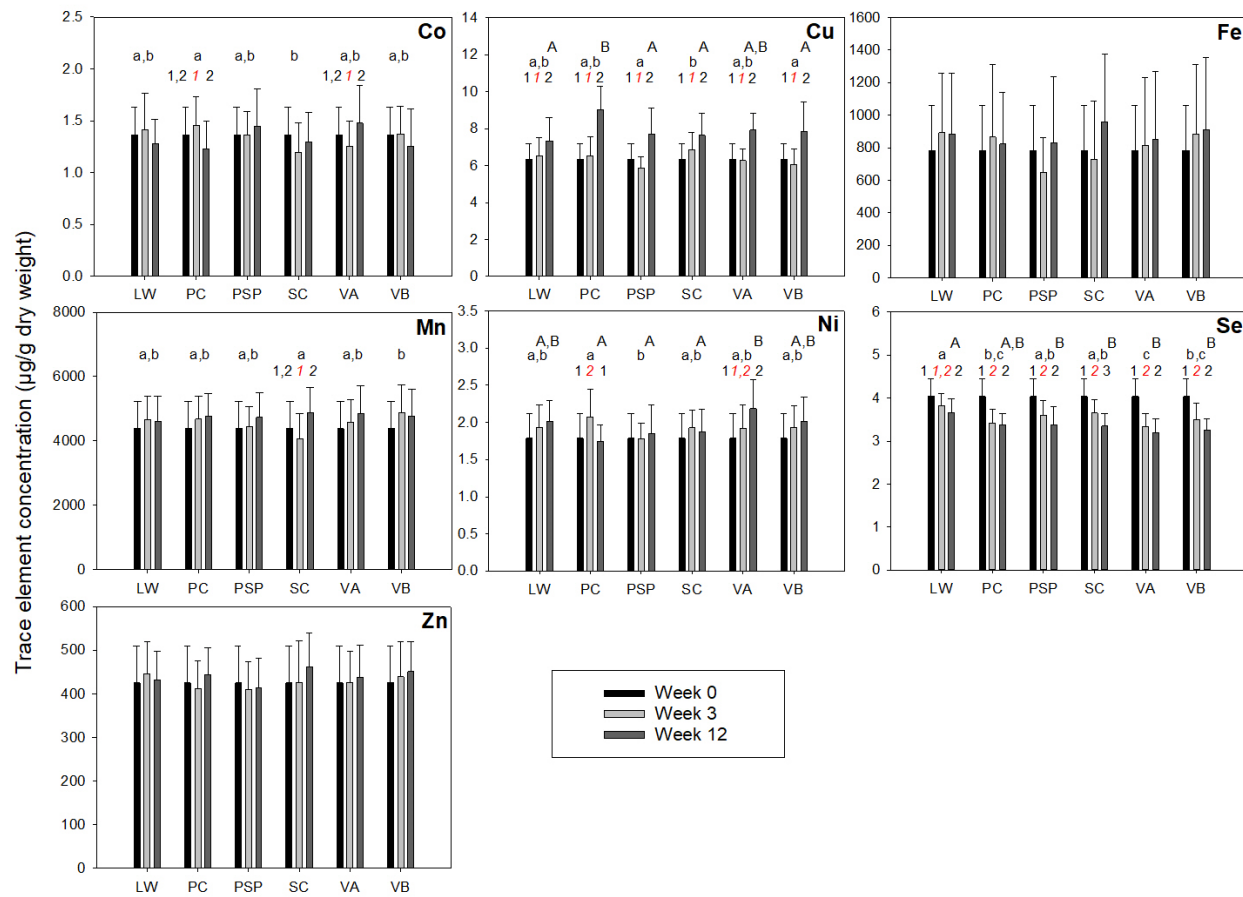 Trace element concentration (µg/g dry weight)
Co
2.5
2.0
1.5
1.0
0.5
0.0
a,b a a,b b a,b a,b
1,2 1 2 1,2 1 2
LW PC PSP SC VA VB
Cu
14
12
10
8
6
4
2
0
A B A A A,B A
a,b a,b a b a,b a
1 1 2 1 1 2 1 1 2 1 1 2 1 1 2 1 1 2
LW PC PSP SC VA VB
Fe
1600
1400
1200
1000
800
600
400
200
0
LW PC PSP SC VA VB
Mn
8000
6000
4000
2000
0
a,b a,b a,b a a,b b
1,2 1 2
LW PC PSP SC VA VB
Ni
3.5
3.0
2.5
2.0
1.5
1.0
0.5
0.0
A,B A A A B A,B
a,b a b a,b a,b a,b
1 2 1 1 1,2 2
LW PC PSP SC VA VB
Se
6
5
4
3
2
1
0
A A,B B B B B
a b,c a,b a,b c b,c
1 1,2 2 1 2 2 1 2 2 1 2 3 1 2 2 1 2 2
LW PC PSP SC VA VB
Zn
600
500
400
300
200
100
0
LW PC PSP SC VA VB
Week 0
Week 3
Week 12